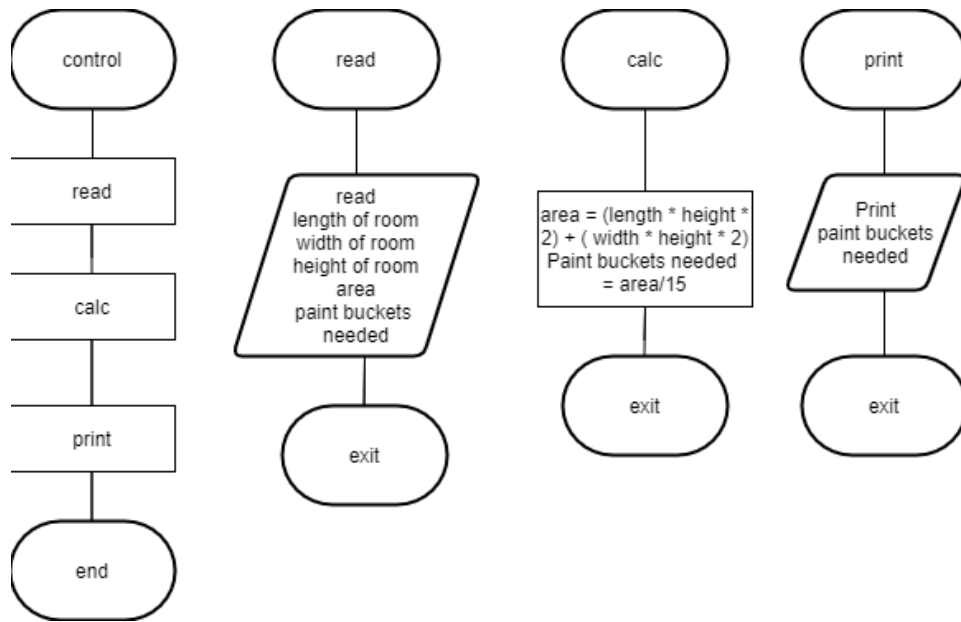 control
read
calc
print
end
read
read
length of room
width of room
height of room
area
paint buckets
needed
exit
calc
area = (length * height *
2) + ( width * height * 2)
Paint buckets needed
= area/15
exit
print
Print
paint buckets
needed
exit